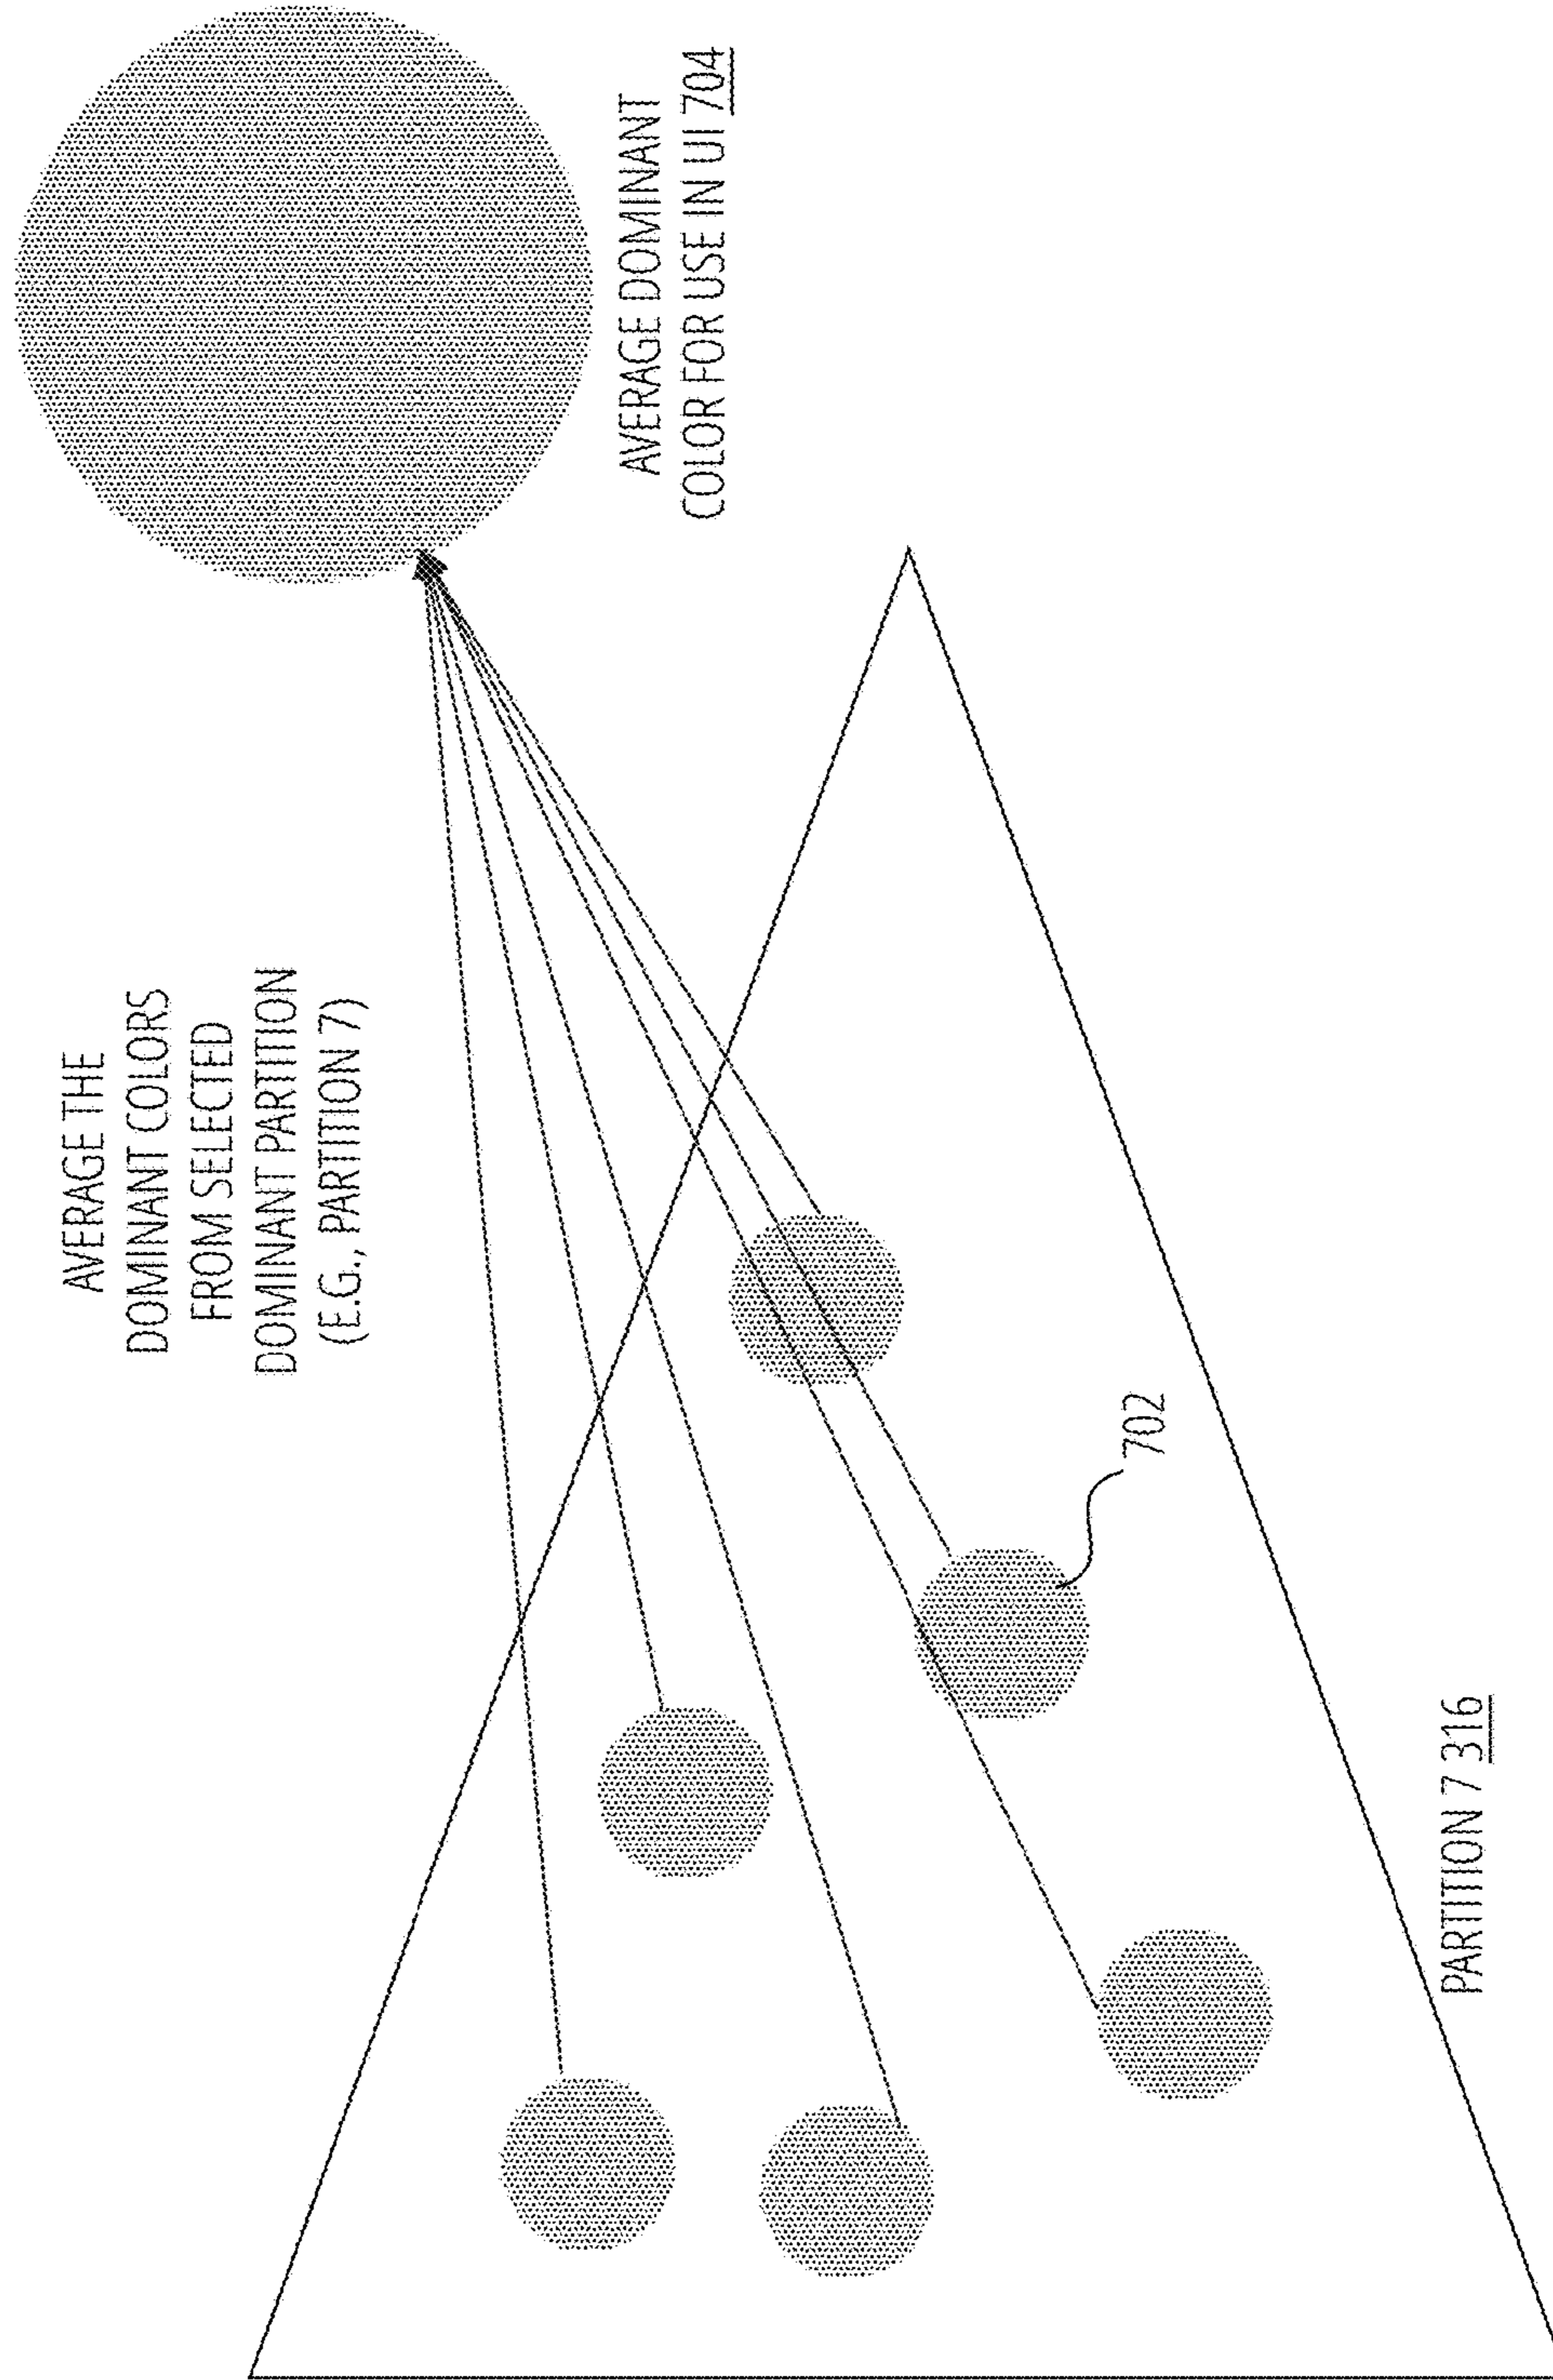 AVERAGE THE
DOMINANT COLORS
FROM SELECTED
DOMINANT PARTITION
(E.G., PARTITION 7)
AVERAGE DOMINANT
COLOR FOR USE IN UI 704
702
PARTITION 7 316